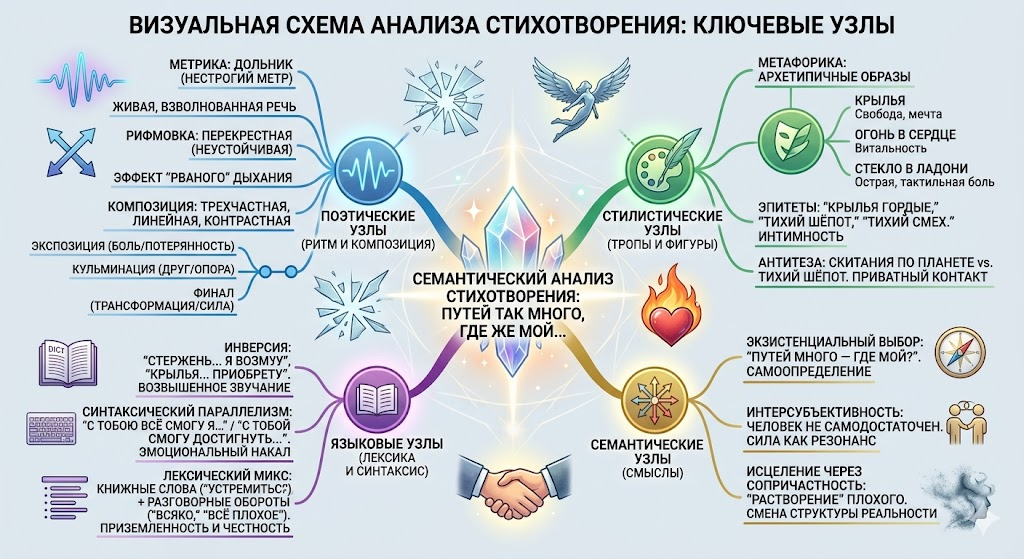 ВИЗУАЛЬНАЯ СХЕМА АНАЛИЗА СТИХОТВОРЕНИЯ: КЛЮЧЕВЫЕ УЗЛЫ
МЕТРИКА: ДОЛЬНИК
(НЕСТРОГИЙ МЕТР)
ЖИВАЯ, ВЗВОЛНОВАННАЯ РЕЧЬ
РИФМОВКА: ПЕРЕКРЕСТНАЯ
(НЕУСТОЙЧИВАЯ)
ЭФФЕКТ "РВАНОГО" ДЫХАНИЯ
КОМПОЗИЦИЯ: ТРЕХЧАСТНАЯ,
ЛИНЕЙНАЯ, КОНТРАСТНАЯ
ЭКСПОЗИЦИЯ (БОЛЬ/ПОТЕРЯННОСТЬ)
КУЛЬМИНАЦИЯ (ДРУГ/ОПОРА)
ФИНАЛ
(ТРАНСФОРМАЦИЯ/СИЛА)
ПОЭТИЧЕСКИЕ
УЗЛЫ
(РИТМ И КОМПОЗИЦИЯ)
МЕТАФОРИКА:
АРХЕТИПИЧНЫЕ ОБРАЗЫ
КРЫЛЬЯ
Свобода, мечта
ОГОНЬ В СЕРДЦЕ
Витальность
СТЕКЛО В ЛАДОНИ
Острая, тактильная боль
СТИЛИСТИЧЕСКИЕ
УЗЛЫ
(ТРОПЫ И ФИГУРЫ)
ЭПИТЕТЫ: "КРЫЛЬЯ ГОРДЫЕ,"
"ТИХИЙ ШЁПОТ," "ТИХИЙ СМЕХ."
ИНТИМНОСТЬ
АНТИТЕЗА: СКИТАНИЯ ПО ПЛАНЕТЕ vs.
ТИХИЙ ШЁПОТ. ПРИВАТНЫЙ КОНТАКТ
СЕМАНТИЧЕСКИЙ АНАЛИЗ
СТИХОТВОРЕНИЯ:
ПУТЕЙ ТАК МНОГО,
ГДЕ ЖЕ МОЙ...
DICT
ИНВЕРСИЯ:
"СТЕРЖЕНЬ... Я ВОЗМУУ",
"КРЫЛЬЯ... ПРИОБРЕТУ".
ВОЗВЫШЕННОЕ ЗВУЧАНИЕ
СИНТАКСИЧЕСКИЙ ПАРАЛЛЕЛИЗМ:
"С ТОБОЮ ВСЁ СМОГУ Я…" / "С ТОБОЙ
СМОГУ ДОСТИГНУТЬ...".
ЭМОЦИОНАЛЬНЫЙ НАКАЛ
ЛЕКСИЧЕСКИЙ МИКС:
КНИЖНЫЕ СЛОВА ("УСТРЕМИТЬС?)
+ РАЗГОВОРНЫЕ ОБОРОТЫ
("ВСЯКО," "ВСЁ ПЛОХОЕ").
ПРИЗЕМЛЕННОСТЬ И ЧЕСТНОСТЬ
ЯЗЫКОВЫЕ УЗЛЫ
(ЛЕКСИКА
И СИНТАКСИС)
СЕМАНТИЧЕСКИЕ
УЗЛЫ
(СМЫСЛЫ)
ЭКЗИСТЕНЦИАЛЬНЫЙ ВЫБОР:
"ПУТЕЙ МНОГО — ГДЕ МОЙ?".
САМООПРЕДЕЛЕНИЕ
ИНТЕРСУБЪЕКТИВНОСТЬ:
ЧЕЛОВЕК НЕ САМОДОСТАТОЧЕН.
СИЛА КАК РЕЗОНАНС
ИСЦЕЛЕНИЕ ЧЕРЕЗ
СОПРИЧАСТНОСТЬ:
"РАСТВОРЕНИЕ" ПЛОХОГО.
СМЕНА СТРУКТУРЫ РЕАЛЬНОСТИ